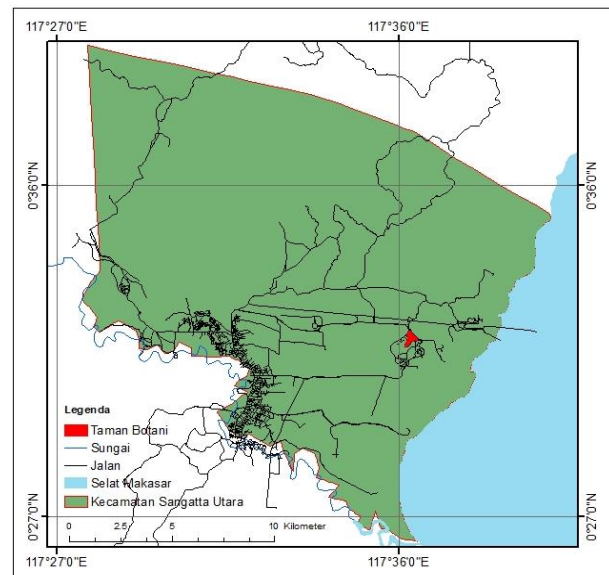 117°27'0"E
117°36'0"E
0°36'0"N
0°36'0"N
Legenda
Taman Botani
Sungai
Jalan
Selat Makasar
Kecamatan Sangatta Utara
0 2.5 5 10 Kilometer
0°27'0"N
0°27'0"N
117°27'0"E
117°36'0"E